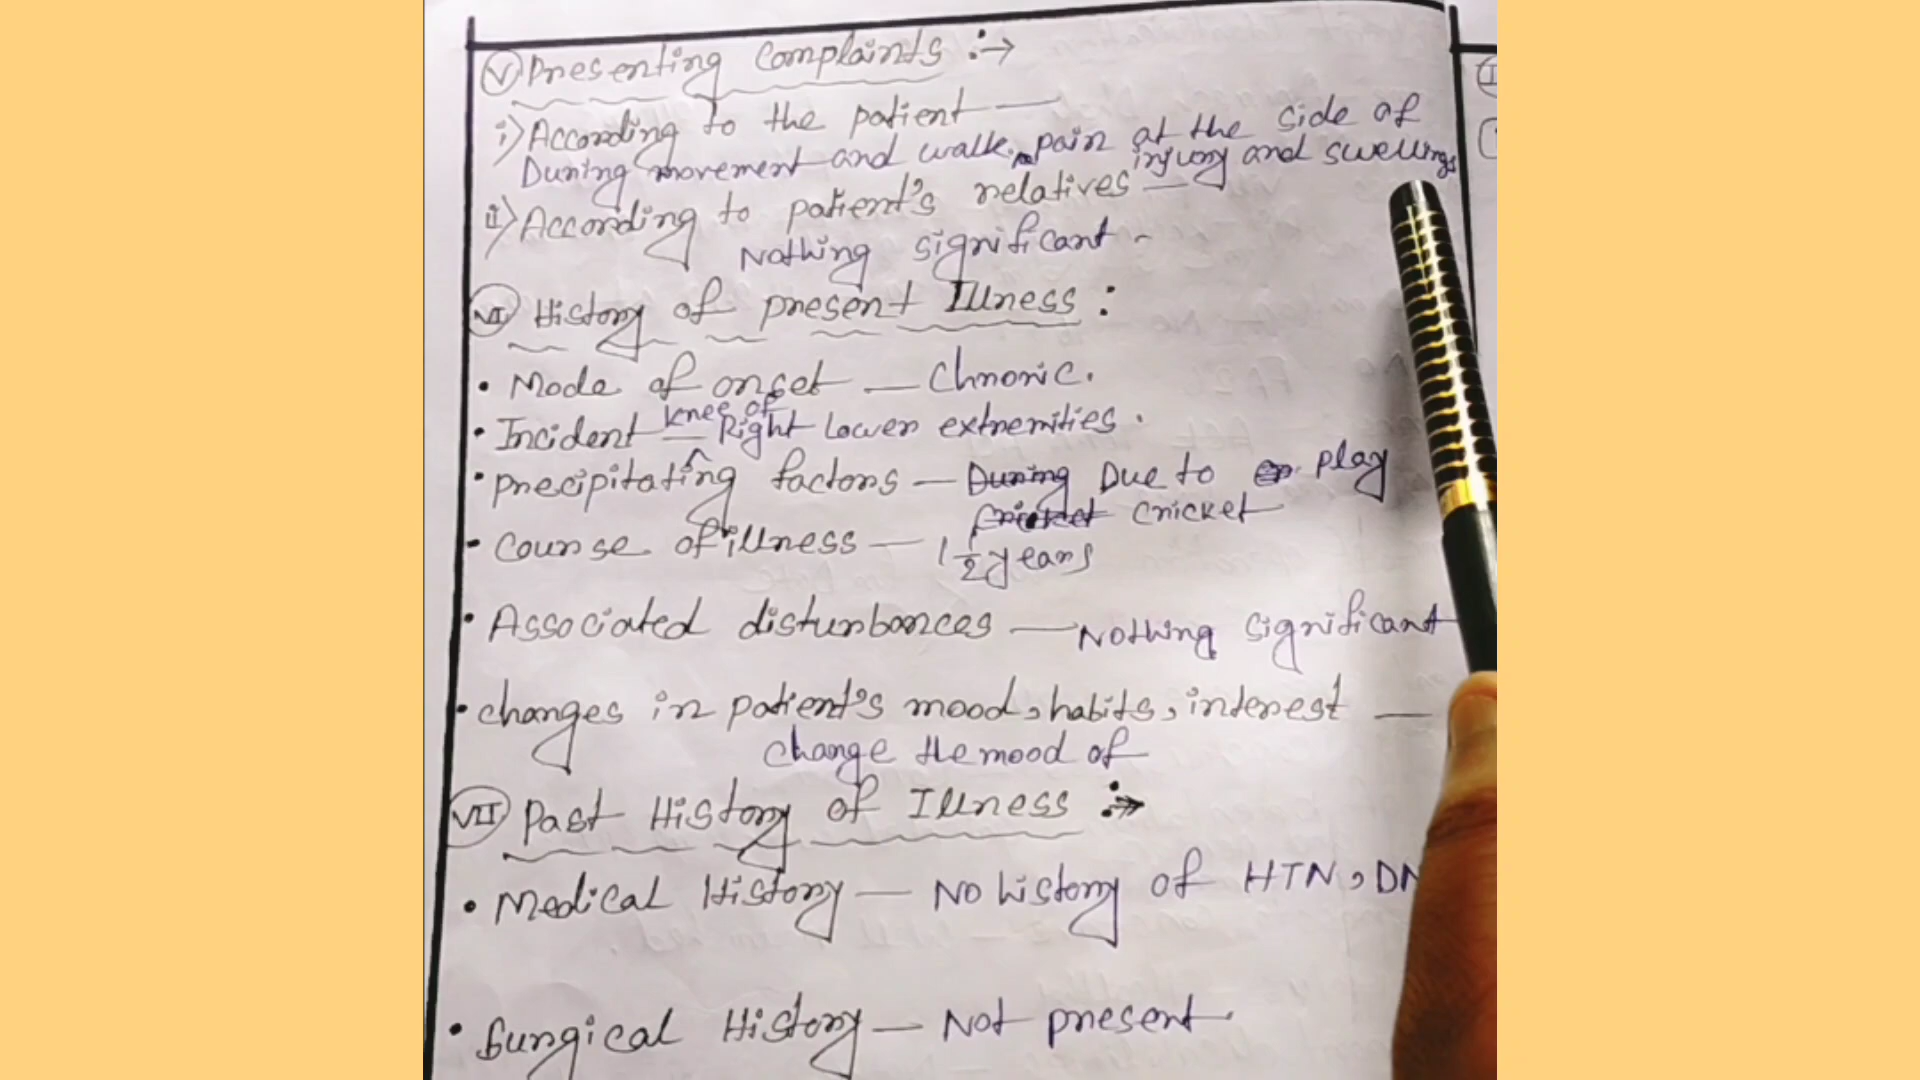 (V) Presenting Complaints :→
i) According to the patient —
During movement and walk, pain at the side of
injury and swellings
ii) According to patient's relatives —
Nothing significant -
(VI) History of present Illness :
• Mode of onset — Chronic.
• Incident — knee of Right Lower extremities.
• Precipitating factors — During Due to play
Cricket cricket
• Course of illness — 1 1/2 years
• Associated disturbances — Nothing significant
• changes in patient's mood, habits, interest —
change the mood of
(VII) Past History of Illness :→
• Medical History — No history of HTN,
• Surgical History — Not present.